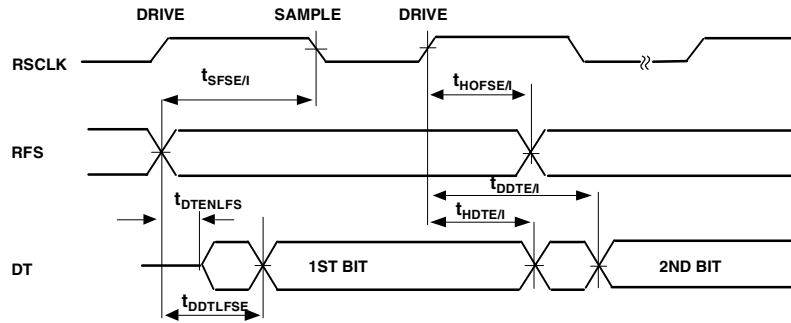 DRIVE SAMPLE DRIVE
RSCLK
tSFSE/I tHOFSE/I
RFS
tDDTE/I
tDTENLFS tHDTE/I
DT 1ST BIT 2ND BIT
tDDTLFSE